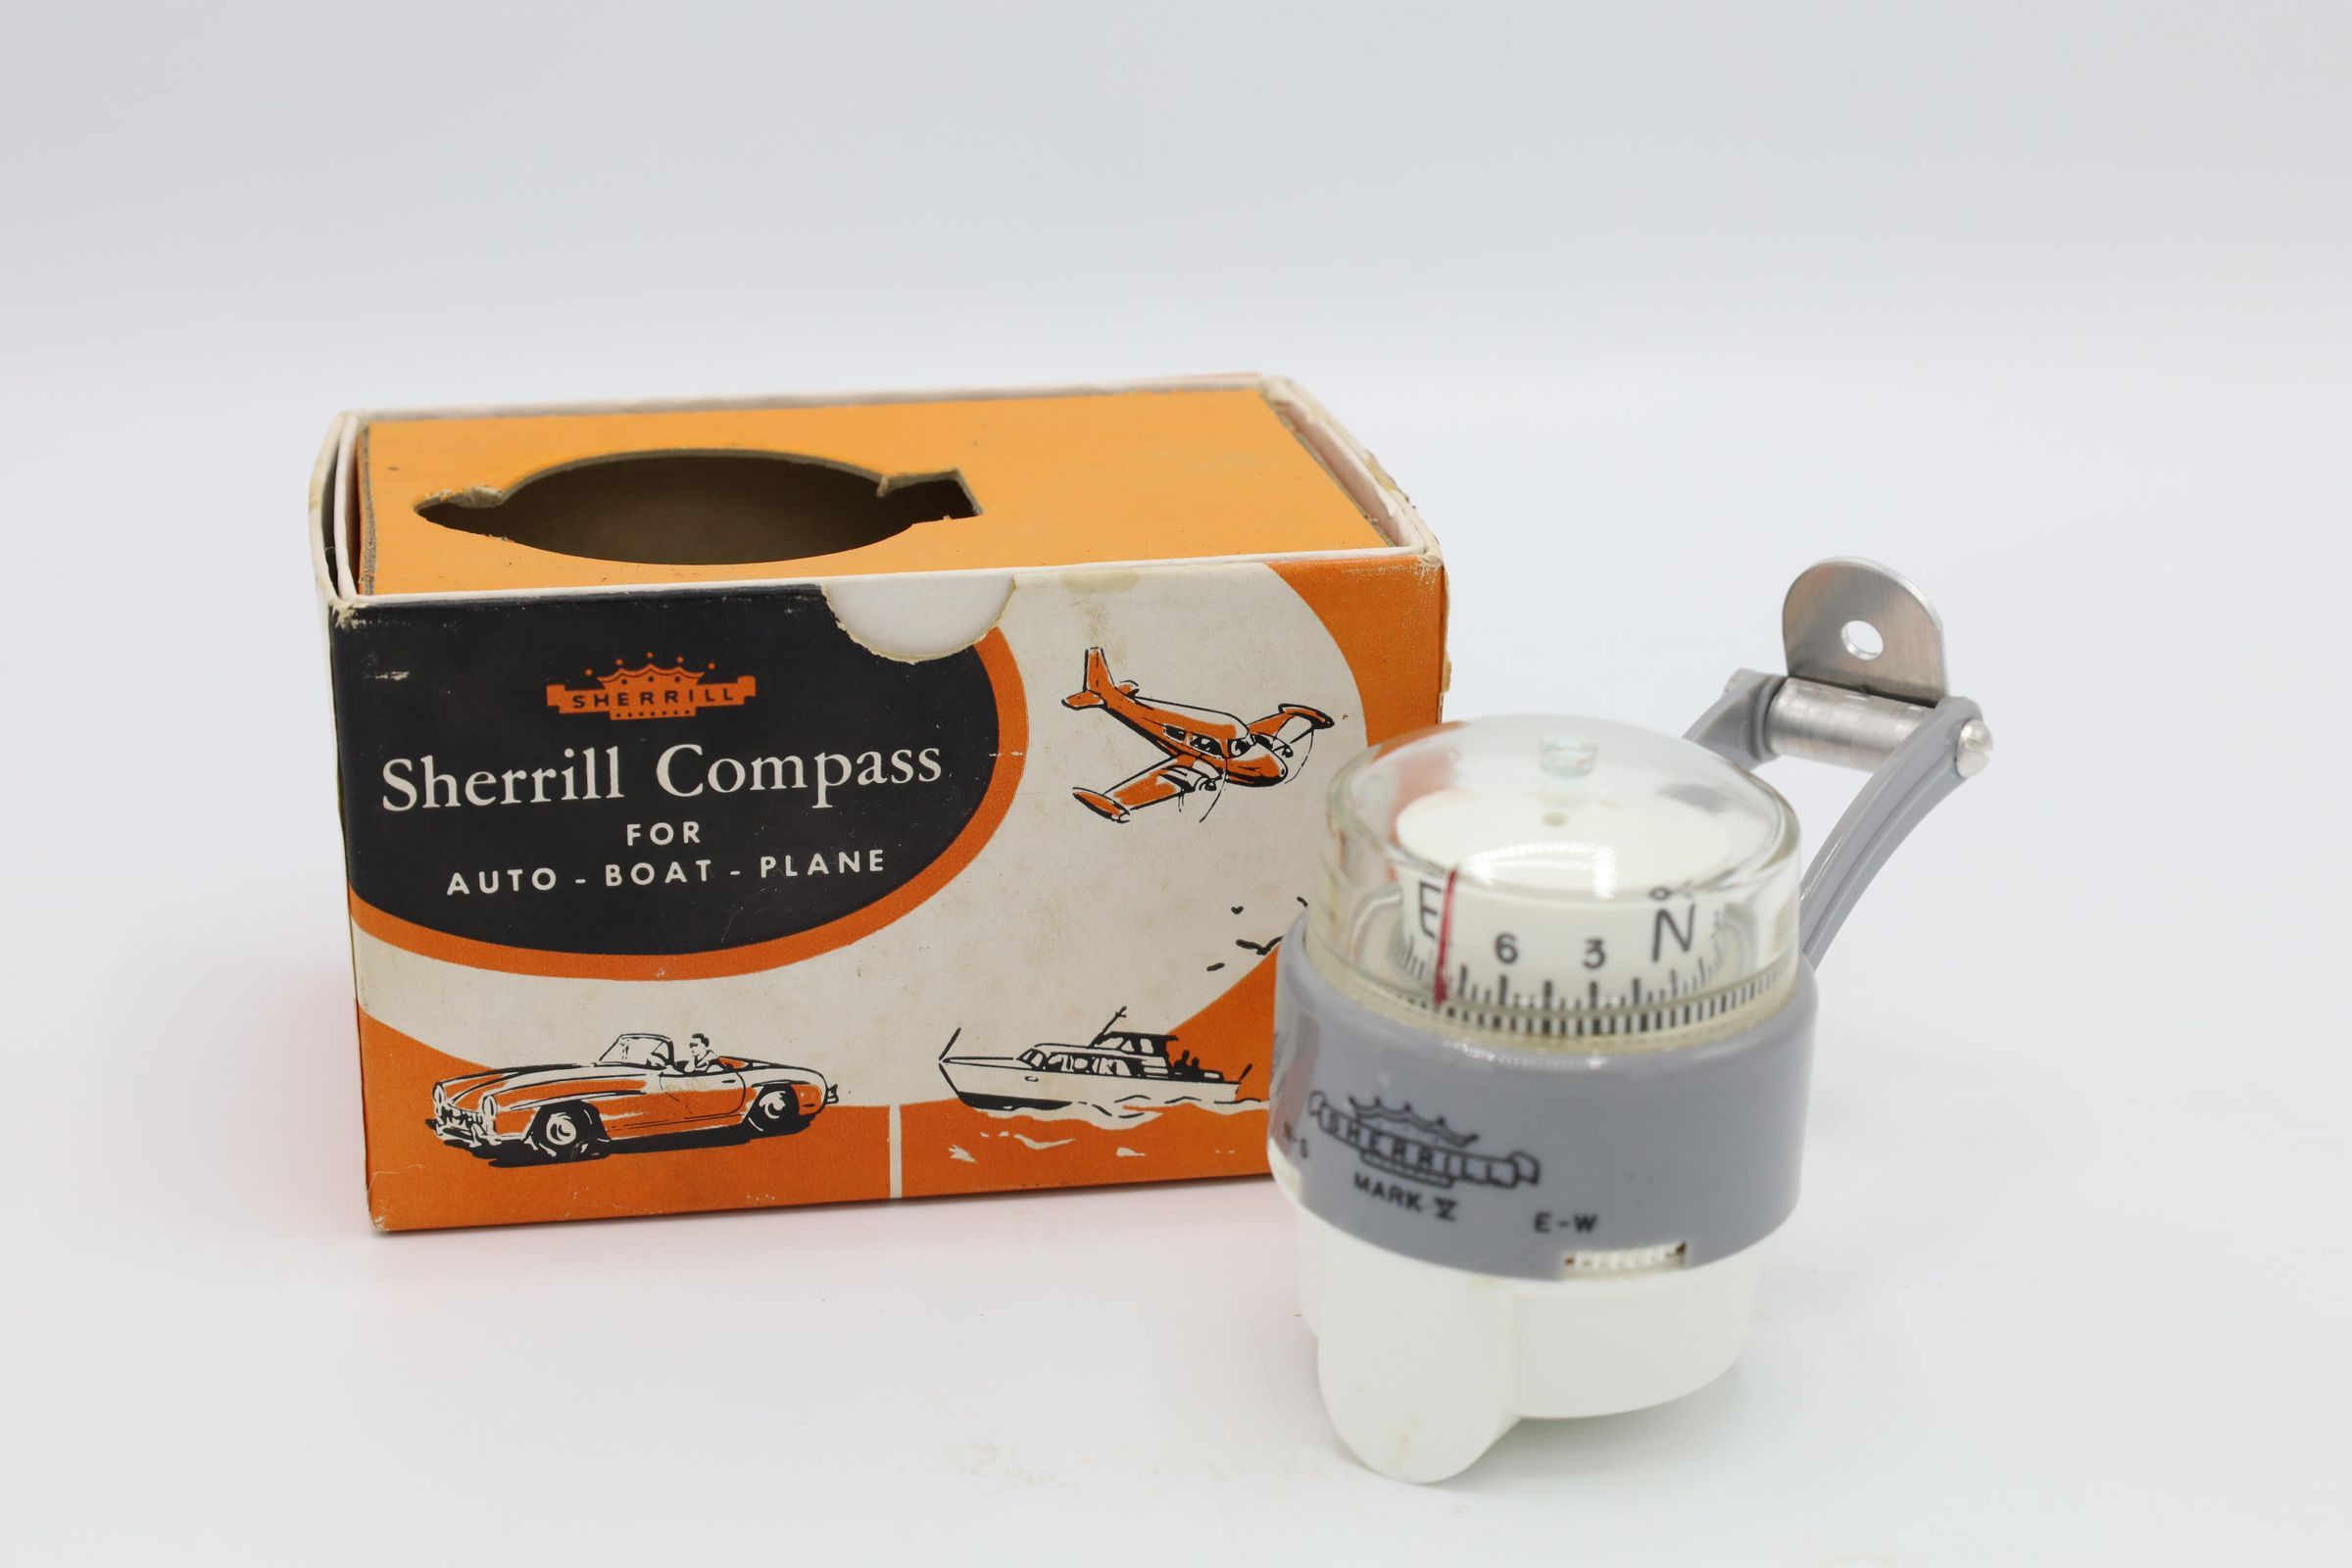 SHERRILL
Sherrill Compass
FOR
AUTO - BOAT - PLANE
E 6 3 N
N-S
SHERRILL
MARK V
E-W